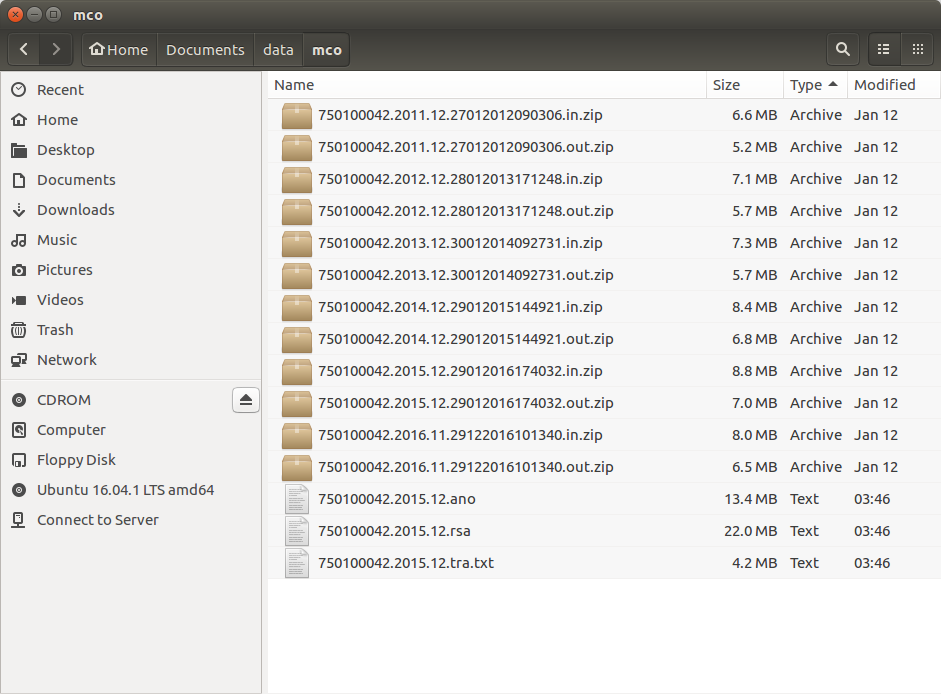 mco
Home Documents data mco
Name Size Type Modified
Recent
Home
Desktop
Documents
Downloads
Music
Pictures
Videos
Trash
Network
CDROM
Computer
Floppy Disk
Ubuntu 16.04.1 LTS amd64
Connect to Server
750100042.2011.12.27012012090306.in.zip 6.6 MB Archive Jan 12
750100042.2011.12.27012012090306.out.zip 5.2 MB Archive Jan 12
750100042.2012.12.28012013171248.in.zip 7.1 MB Archive Jan 12
750100042.2012.12.28012013171248.out.zip 5.7 MB Archive Jan 12
750100042.2013.12.30012014092731.in.zip 7.3 MB Archive Jan 12
750100042.2013.12.30012014092731.out.zip 5.7 MB Archive Jan 12
750100042.2014.12.29012015144921.in.zip 8.4 MB Archive Jan 12
750100042.2014.12.29012015144921.out.zip 6.8 MB Archive Jan 12
750100042.2015.12.29012016174032.in.zip 8.8 MB Archive Jan 12
750100042.2015.12.29012016174032.out.zip 7.0 MB Archive Jan 12
750100042.2016.11.29122016101340.in.zip 8.0 MB Archive Jan 12
750100042.2016.11.29122016101340.out.zip 6.5 MB Archive Jan 12
750100042.2015.12.ano 13.4 MB Text 03:46
750100042.2015.12.rsa 22.0 MB Text 03:46
750100042.2015.12.tra.txt 4.2 MB Text 03:46